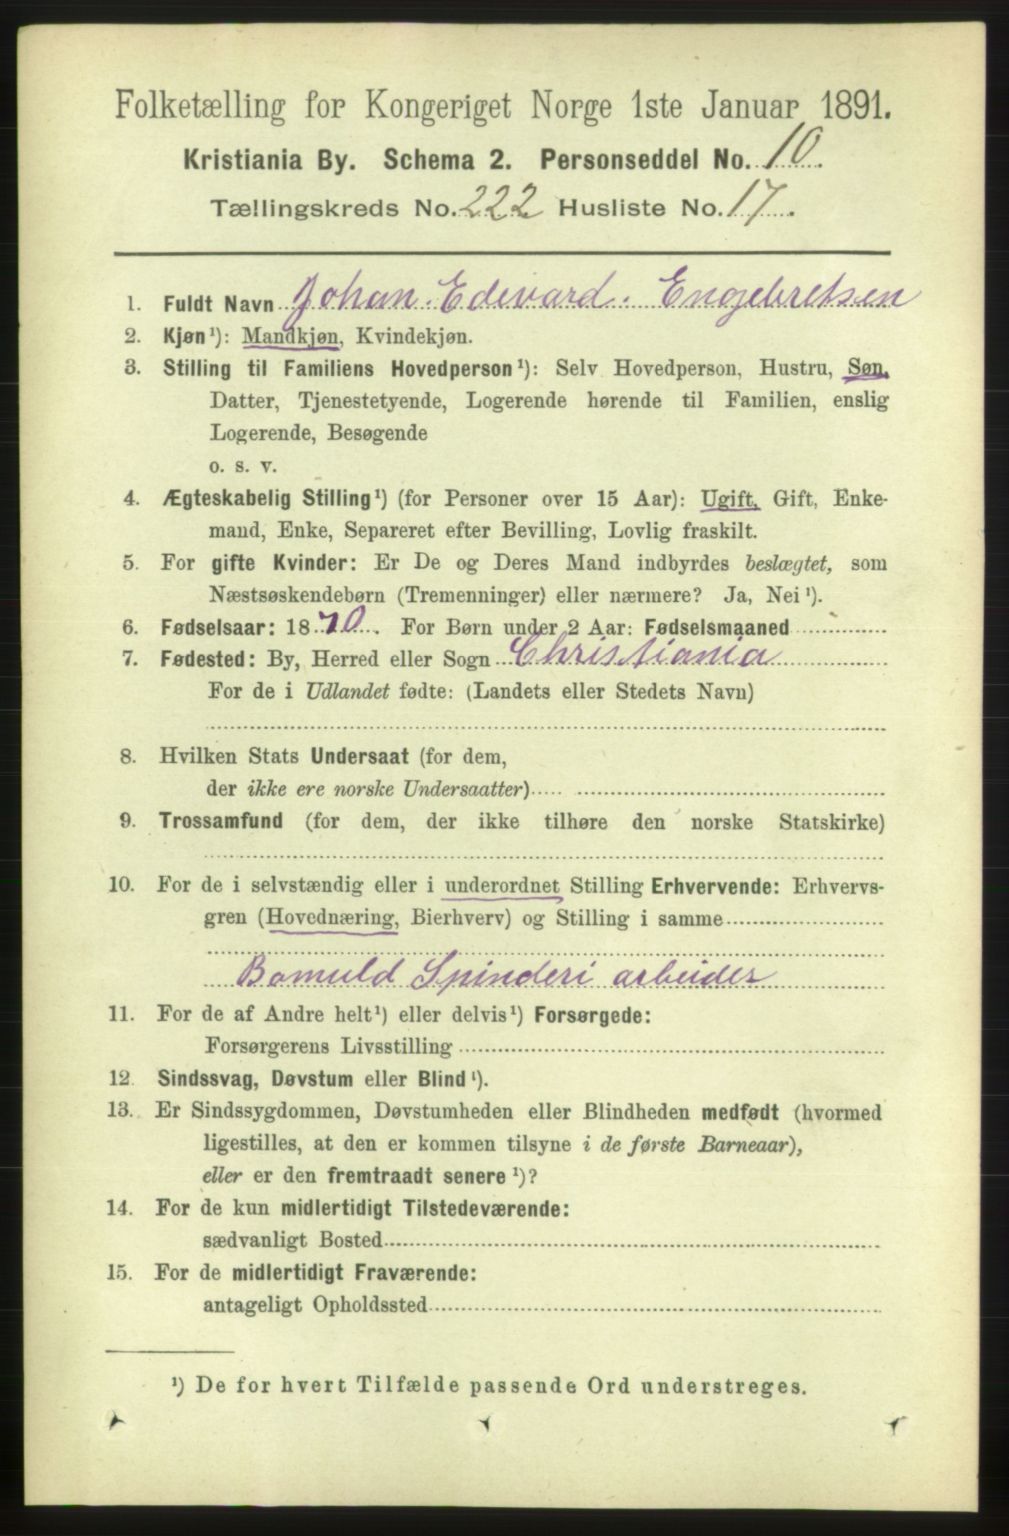 Folketælling for Kongeriget Norge 1ste Januar 1891.
Kristiania By. Schema 2. Personseddel No. 10.
Tællingskreds No. 222 Husliste No. 17.
1. Fuldt Navn Johan Edevard Engebretsen
2. Kjøn¹): Mandkjøn, Kvindekjøn.
3. Stilling til Familiens Hovedperson¹): Selv Hovedperson, Hustru, Søn,
Datter, Tjenestetyende, Logerende hørende til Familien, enslig
Logerende, Besøgende
o. s. v.
4. Ægteskabelig Stilling¹) (for Personer over 15 Aar): Ugift, Gift, Enke-
mand, Enke, Separeret efter Bevilling, Lovlig fraskilt.
5. For gifte Kvinder: Er De og Deres Mand indbyrdes beslægtet, som
Næstsøskendebørn (Tremenninger) eller nærmere? Ja, Nei¹).
6. Fødselsaar: 1870. For Børn under 2 Aar: Fødselsmaaned
7. Fødested: By, Herred eller Sogn Christiania
For de i Udlandet fødte: (Landets eller Stedets Navn)
8. Hvilken Stats Undersaat (for dem,
der ikke ere norske Undersaatter)
9. Trossamfund (for dem, der ikke tilhøre den norske Statskirke)
10. For de i selvstændig eller i underordnet Stilling Erhvervende: Erhvervs-
gren (Hovednæring, Bierhverv) og Stilling i samme
Bomuld Spinderi arbeider
11. For de af Andre helt¹) eller delvis¹) Forsørgede:
Forsørgerens Livsstilling
12. Sindssvag, Døvstum eller Blind¹).
13. Er Sindssygdommen, Døvstumheden eller Blindheden medfødt (hvormed
ligestilles, at den er kommen tilsyne i de første Barneaar),
eller er den fremtraadt senere¹)?
14. For de kun midlertidigt Tilstedeværende:
sædvanligt Bosted
15. For de midlertidigt Fraværende:
antageligt Opholdssted
¹) De for hvert Tilfælde passende Ord understreges.